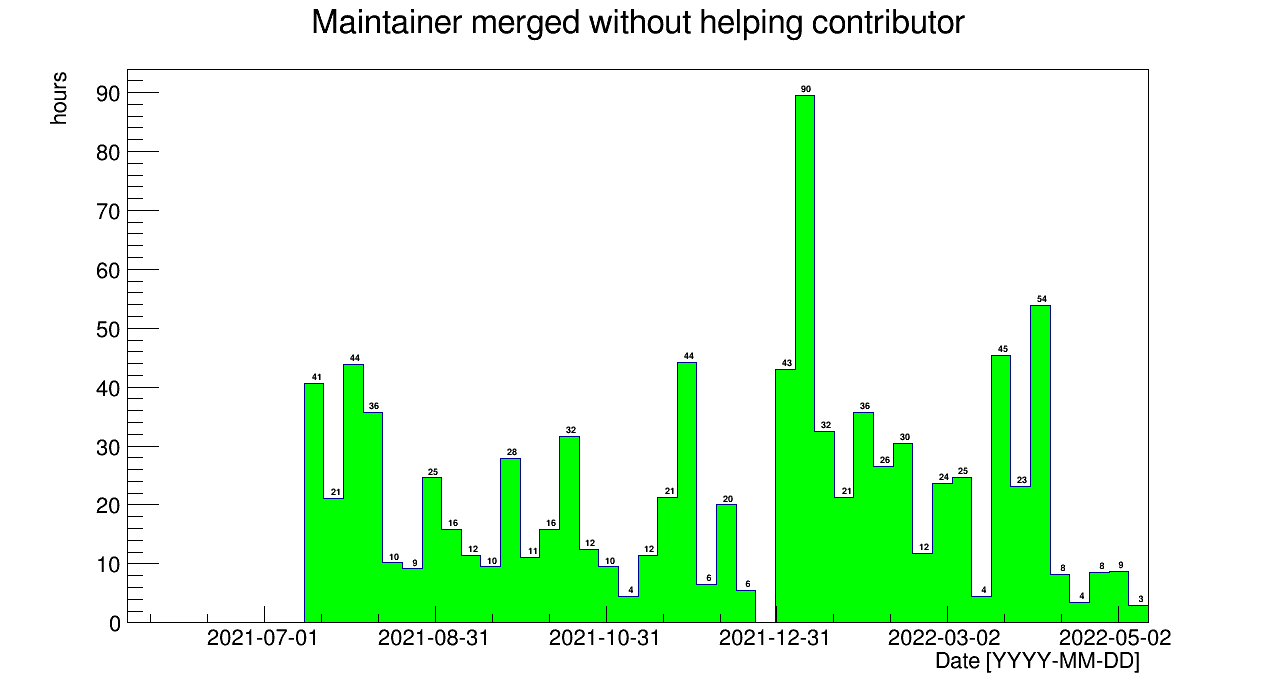 Maintainer merged without helping contributor
hours
90
80
70
60
50
40
30
20
10
0
41 21 44 36 10 9 25 16 12 10 28 11 16 32 12 10 4 12 21 44 6 20 6 43 90 32 21 36 26 30 12 24 25 4 45 23 54 8 4 8 9 3
2021-07-01 2021-08-31 2021-10-31 2021-12-31 2022-03-02 2022-05-02
Date [YYYY-MM-DD]